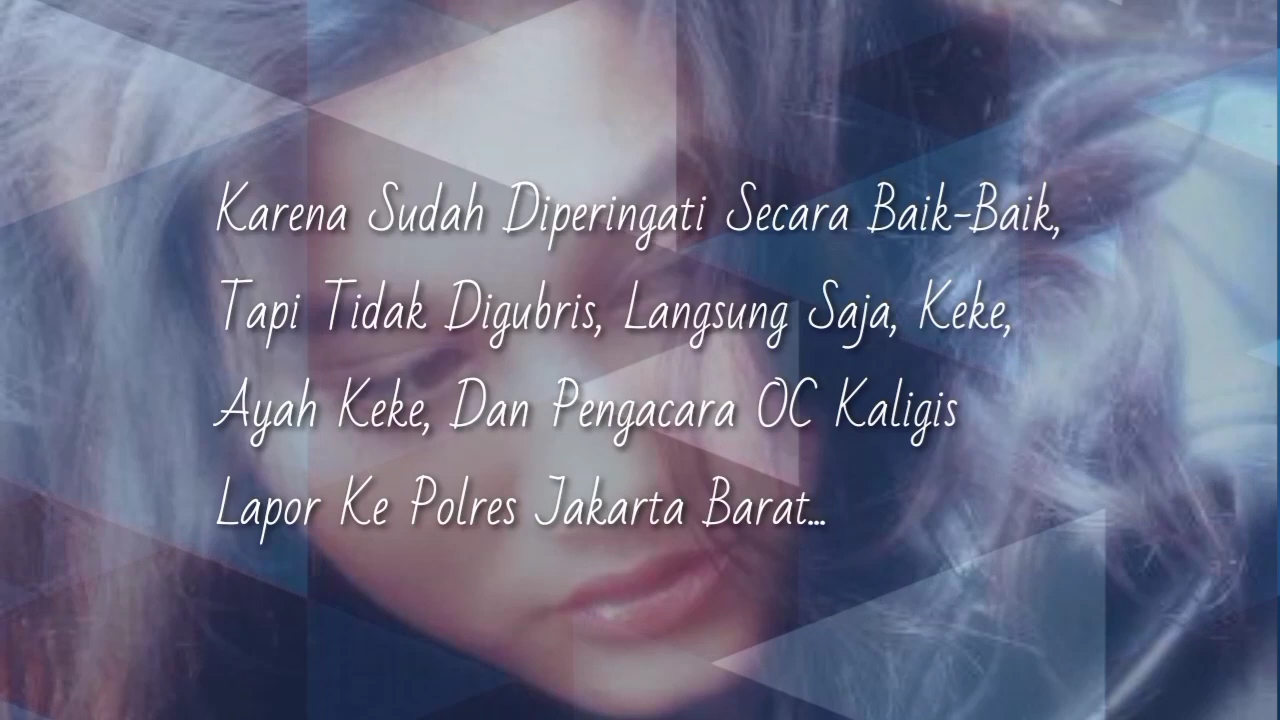 Karena Sudah Diperingati Secara Baik-Baik,
Tapi Tidak Digubris, Langsung Saja, Keke,
Ayah Keke, Dan Pengacara OC Kaligis
Lapor Ke Polres Jakarta Barat...